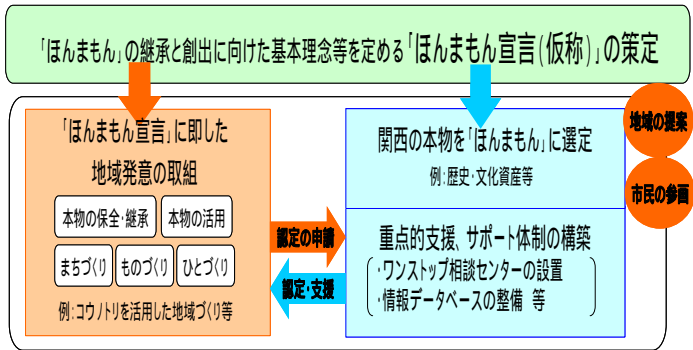 「ほんまもん」の継承と創出に向けた基本理念等を定める「ほんまもん宣言(仮称)」の策定
「ほんまもん宣言」に即した
地域発意の取組
本物の保全・継承
本物の活用
まちづくり
ものづくり
ひとづくり
例:コウノトリを活用した地域づくり等
認定の申請
認定・支援
関西の本物を「ほんまもん」に選定
例:歴史・文化資産等
重点的支援、サポート体制の構築
・ワンストップ相談センターの設置
・情報データベースの整備 等
地域の提案
市民の参画